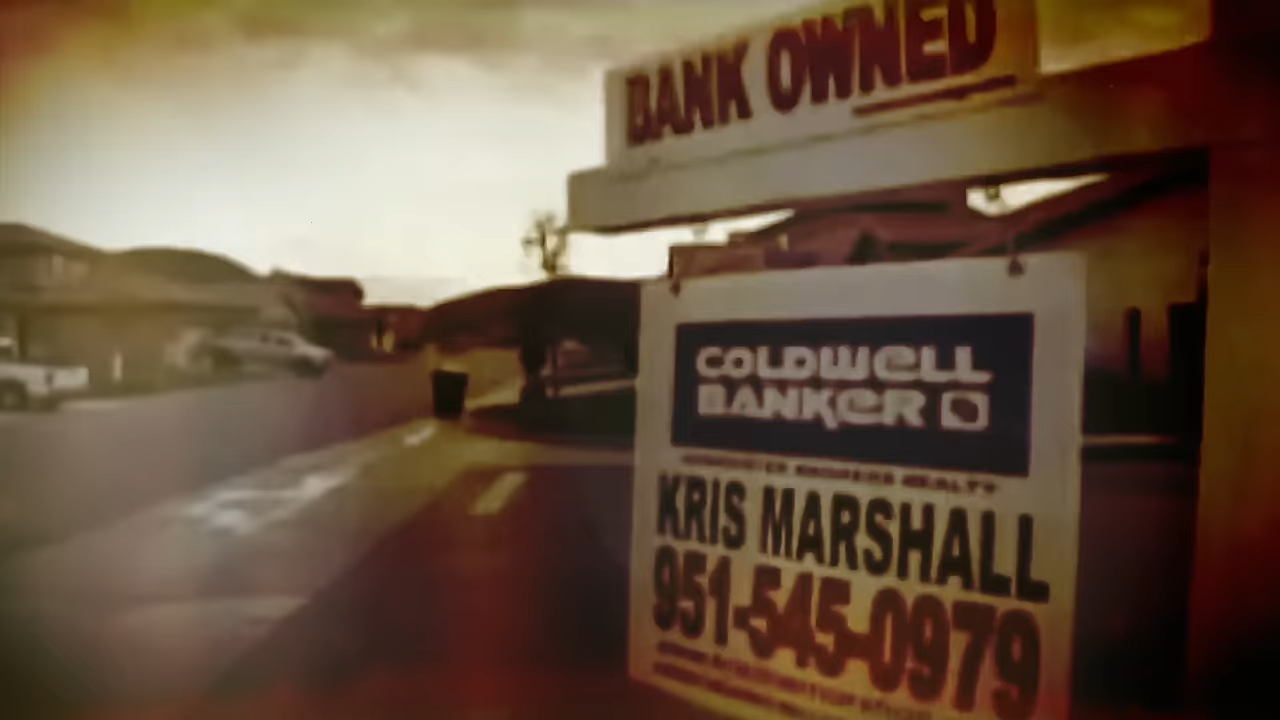 BANK OWNED
COLDWELL
BANKER
KRIS MARSHALL
951-545-0979